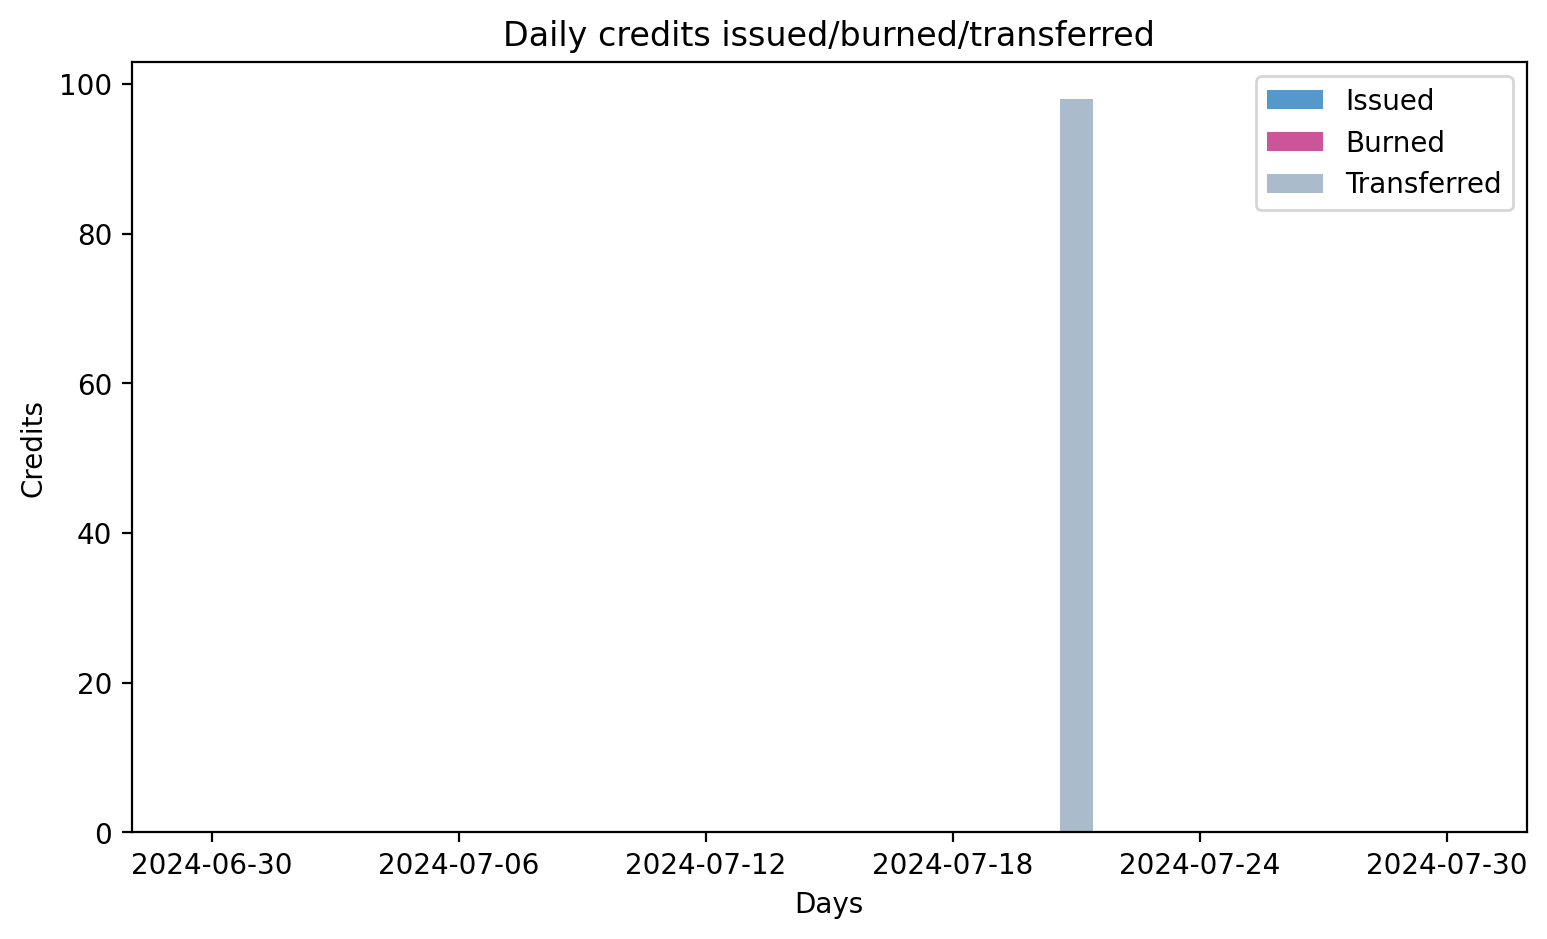 Daily credits issued/burned/transferred
100
80
60
40
20
0
Credits
Issued
Burned
Transferred
2024-06-30 2024-07-06 2024-07-12 2024-07-18 2024-07-24 2024-07-30
Days